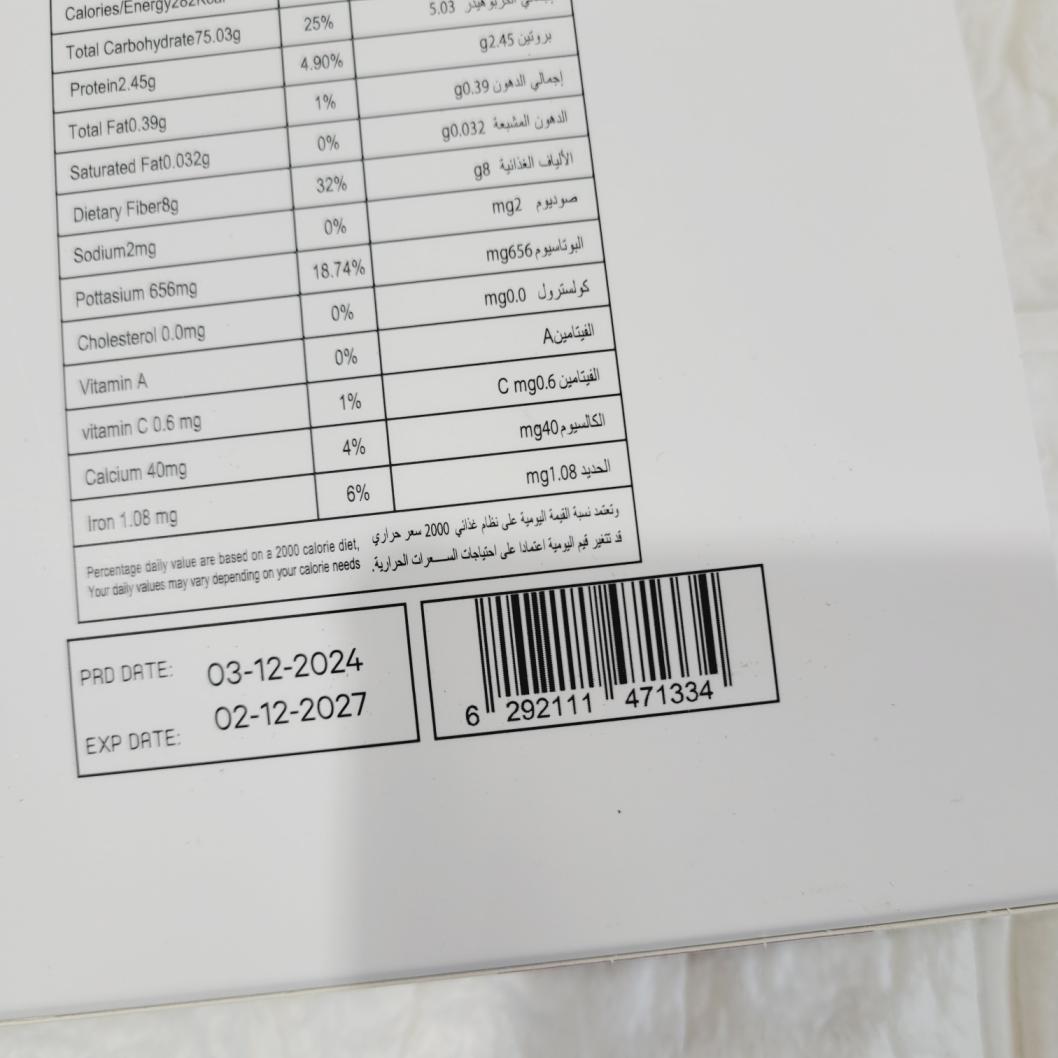 Calories/Energy282Kcal
Total Carbohydrate75.03g 25% 5.03
Protein2.45g 4.90% بروتين g2.45
Total Fat0.39g 1% إجمالي الدهون g0.39
Saturated Fat0.032g 0% الدهون المشبعة g0.032
Dietary Fiber8g 32% الألياف الغذائية g8
Sodium2mg 0% صوديوم mg2
Pottasium 656mg 18.74% البوتاسيوم mg656
Cholesterol 0.0mg 0% كولسترول mg0.0
Vitamin A 0% الفيتامين A
vitamin C 0.6 mg 1% الفيتامين C mg0.6
Calcium 40mg 4% الكالسيوم mg40
Iron 1.08 mg 6% الحديد mg1.08
Percentage daily value are based on a 2000 calorie diet,
Your daily values may vary depending on your calorie needs
وتعتمد نسبة القيمة اليومية على نظام غذائي 2000 سعر حراري
قد تتغير قيم اليومية اعتمادا على احتياجات السعرات الحرارية.
PRD DATE: 03-12-2024
EXP DATE: 02-12-2027
6 292111 471334